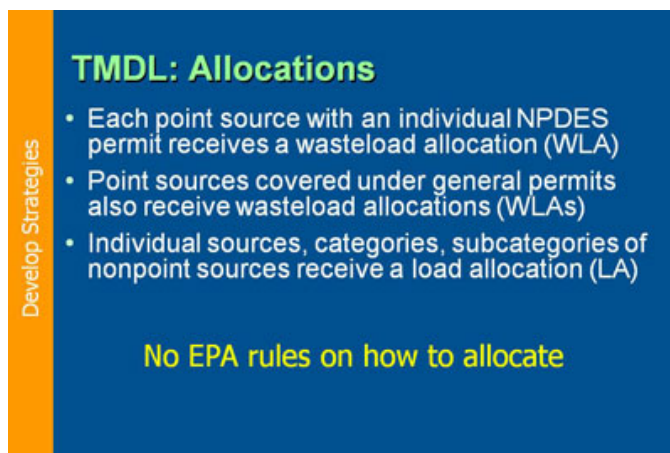 TMDL: Allocations
• Each point source with an individual NPDES
permit receives a wasteload allocation (WLA)
• Point sources covered under general permits
also receive wasteload allocations (WLAs)
• Individual sources, categories, subcategories of
nonpoint sources receive a load allocation (LA)
No EPA rules on how to allocate
Develop Strategies